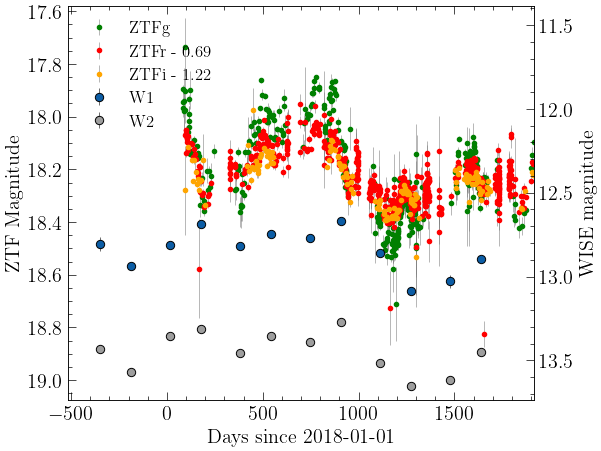 ZTFg
ZTFr - 0.69
ZTFi - 1.22
W1
W2
17.6
17.8
18.0
18.2
18.4
18.6
18.8
19.0
ZTF Magnitude
11.5
12.0
12.5
13.0
13.5
WISE magnitude
−500
0
500
1000
1500
Days since 2018-01-01